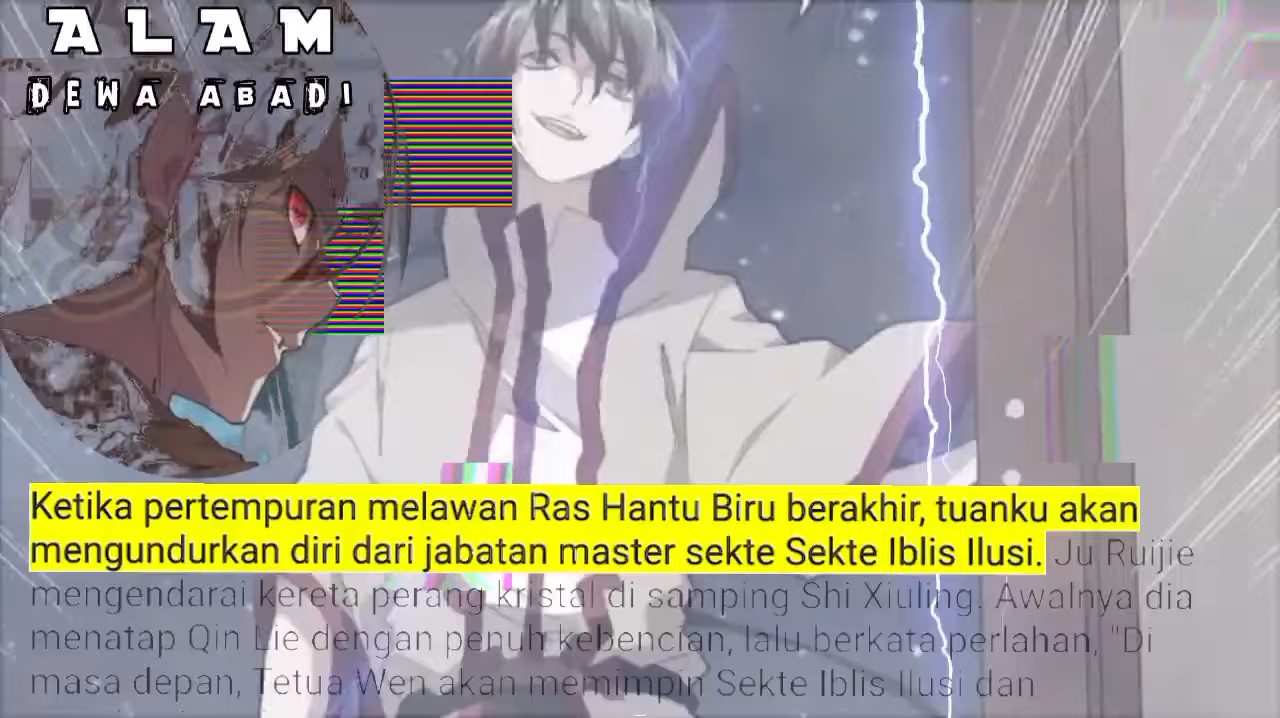 ALAM
DEWA ABADI
Ketika pertempuran melawan Ras Hantu Biru berakhir, tuanku akan
mengundurkan diri dari jabatan master sekte Sekte Iblis Ilusi. Ju Ruijie
mengendarai kereta perang kristal di samping Shi Xiuling. Awalnya dia
menatap Qin Lie dengan penuh kebencian, lalu berkata perlahan, "Di
masa depan, Tetua Wen akan memimpin Sekte Iblis Ilusi dan